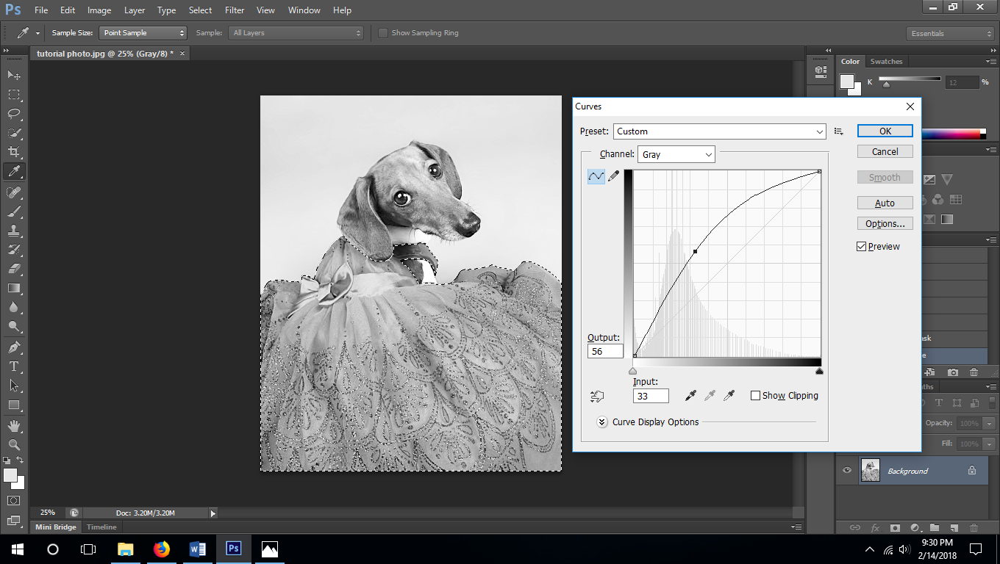 Ps File Edit Image Layer Type Select Filter View Window Help
Sample Size: Point Sample Sample: All Layers Show Sampling Ring Essentials
tutorial photo.jpg @ 25% (Gray/8) * ×
Color Swatches
K 12 %
Curves
Preset: Custom OK
Channel: Gray Cancel
Smooth
Auto
Options...
Preview
Output:
56
Input:
33
Show Clipping
Curve Display Options
ask
e
ths
T
Opacity: 100%
Fill: 100%
Background
fx
25% Doc: 3.20M/3.20M
Mini Bridge Timeline
Ps
9:30 PM
2/14/2018